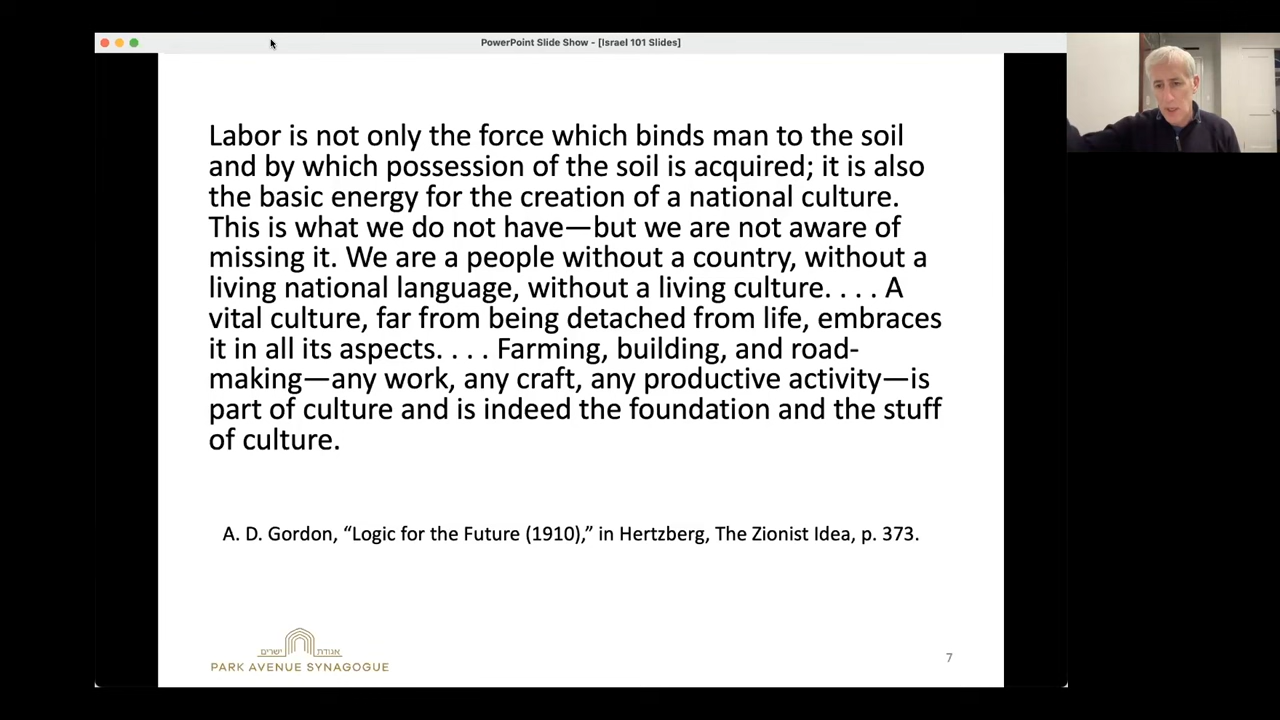 PowerPoint Slide Show - [Israel 101 Slides]
Labor is not only the force which binds man to the soil
and by which possession of the soil is acquired; it is also
the basic energy for the creation of a national culture.
This is what we do not have—but we are not aware of
missing it. We are a people without a country, without a
living national language, without a living culture. . . . A
vital culture, far from being detached from life, embraces
it in all its aspects. . . . Farming, building, and road-
making—any work, any craft, any productive activity—is
part of culture and is indeed the foundation and the stuff
of culture.
A. D. Gordon, “Logic for the Future (1910),” in Hertzberg, The Zionist Idea, p. 373.
אגודת ישרים
PARK AVENUE SYNAGOGUE
7